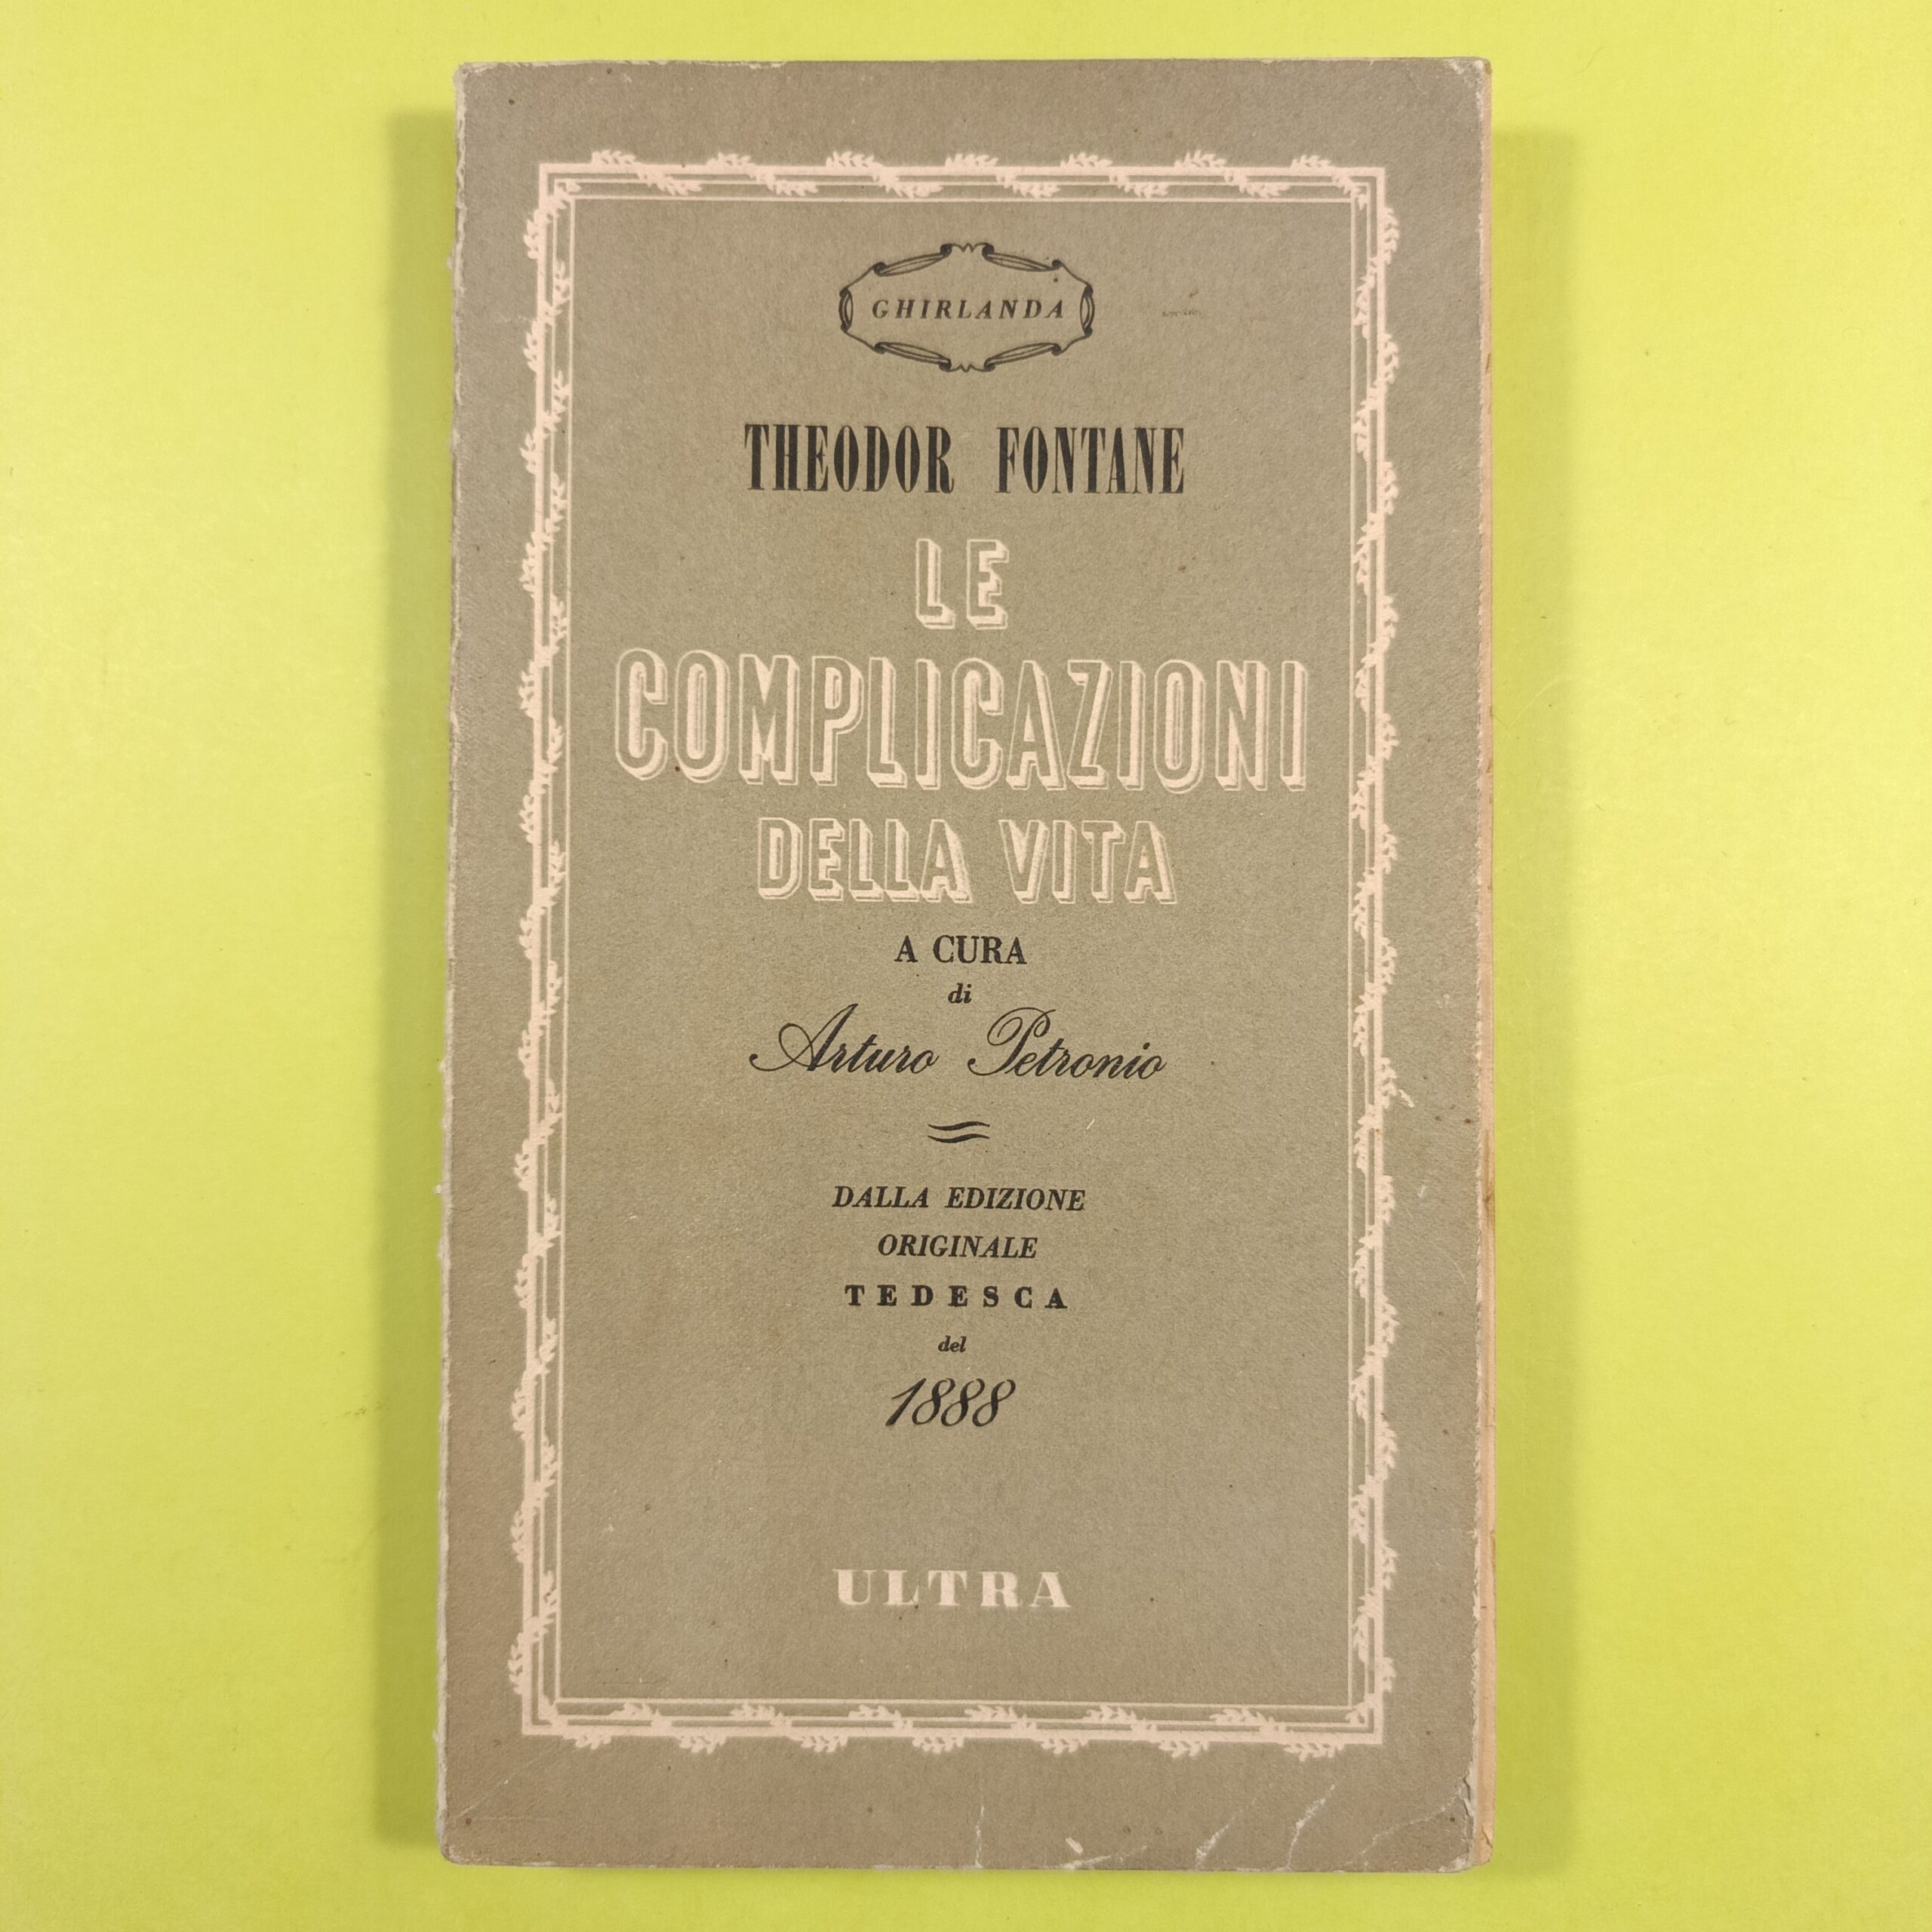 GHIRLANDA
THEODOR FONTANE
LE
COMPLICAZIONI
DELLA VITA
A CURA
di
Arturo Petronio
DALLA EDIZIONE
ORIGINALE
TEDESCA
del
1888
ULTRA